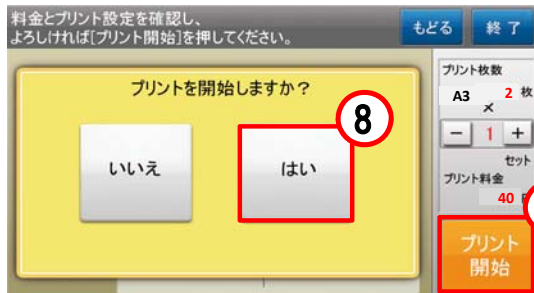 料金とプリント設定を確認し、
よろしければ[プリント開始]を押してください。
もどる
終了
プリントを開始しますか？
8
いいえ
はい
プリント枚数
A3 2 枚
×
− 1 +
セット
プリント料金
40
プリント
開始